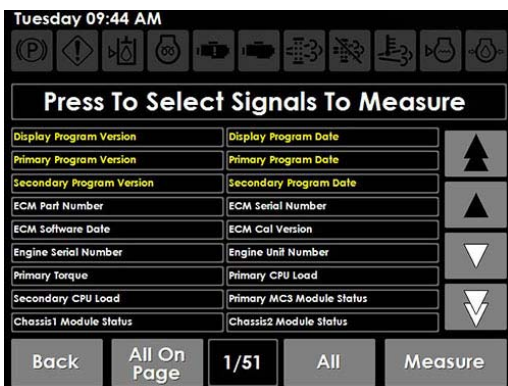 Tuesday 09:44 AM
(P)
Press To Select Signals To Measure
Display Program Version Display Program Date
Primary Program Version Primary Program Date
Secondary Program Version Secondary Program Date
ECM Part Number ECM Serial Number
ECM Software Date ECM Cal Version
Engine Serial Number Engine Unit Number
Primary Torque Primary CPU Load
Secondary CPU Load Primary MC3 Module Status
Chassis1 Module Status Chassis2 Module Status
Back All On Page 1/51 All Measure